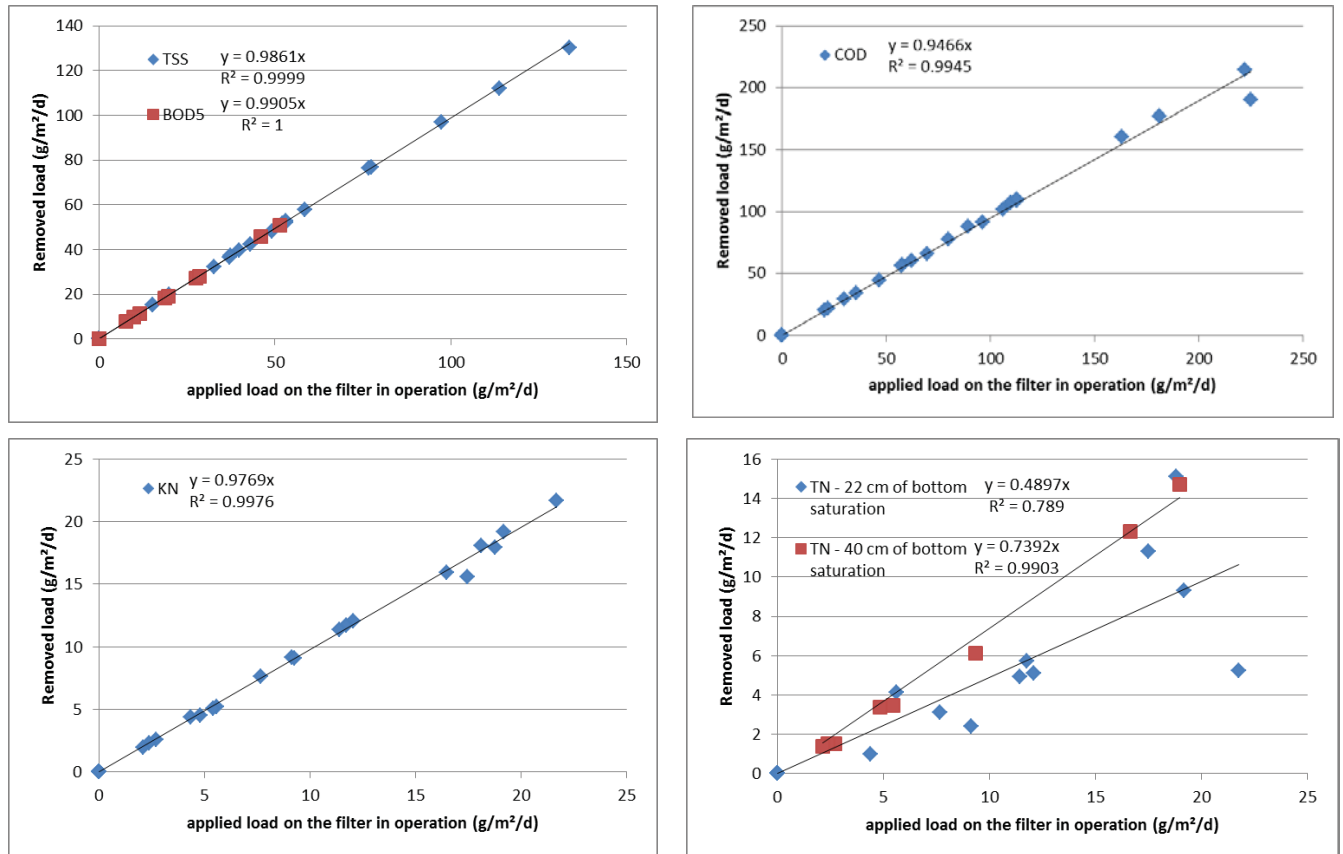 140
120
100
80
60
40
20
0
Removed load (g/m²/d)
TSS
y = 0.9861x
R² = 0.9999
BOD5
y = 0.9905x
R² = 1
0 50 100 150
applied load on the filter in operation (g/m²/d)
250
200
150
100
50
0
Removed load (g/m²/d)
COD
y = 0.9466x
R² = 0.9945
0 50 100 150 200 250
applied load on the filter in operation (g/m²/d)
25
20
15
10
5
0
Removed load (g/m²/d)
KN
y = 0.9769x
R² = 0.9976
0 5 10 15 20 25
applied load on the filter in operation (g/m²/d)
16
14
12
10
8
6
4
2
0
Removed load (g/m²/d)
TN - 22 cm of bottom
saturation
y = 0.4897x
R² = 0.789
TN - 40 cm of bottom
saturation
y = 0.7392x
R² = 0.9903
0 5 10 15 20 25
applied load on the filter in operation (g/m²/d)